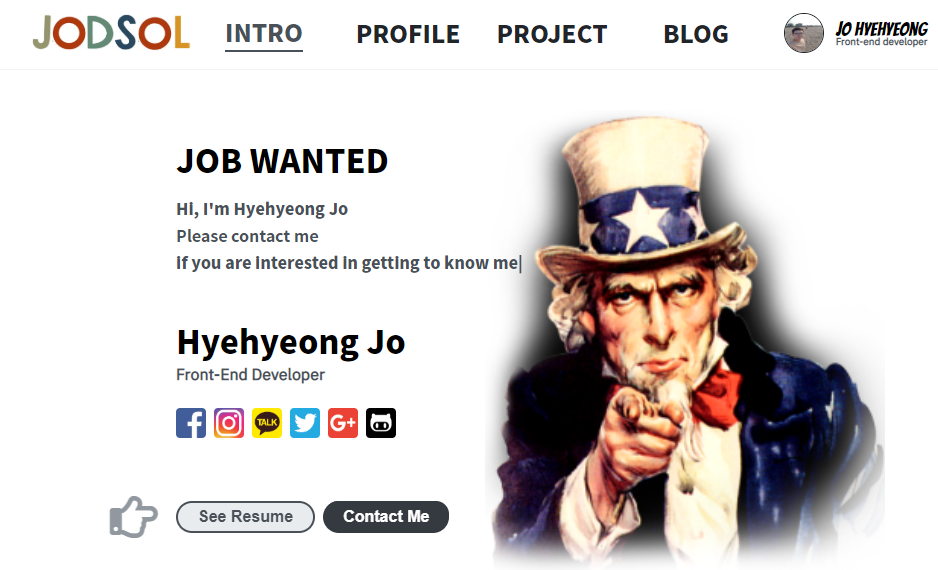 JODSOL
INTRO
PROFILE
PROJECT
BLOG
JO HYEHYEONG
Front-end developer
JOB WANTED
Hi, I'm Hyehyeong Jo
Please contact me
If you are interested in getting to know me|
Hyehyeong Jo
Front-End Developer
TALK
G+
See Resume
Contact Me